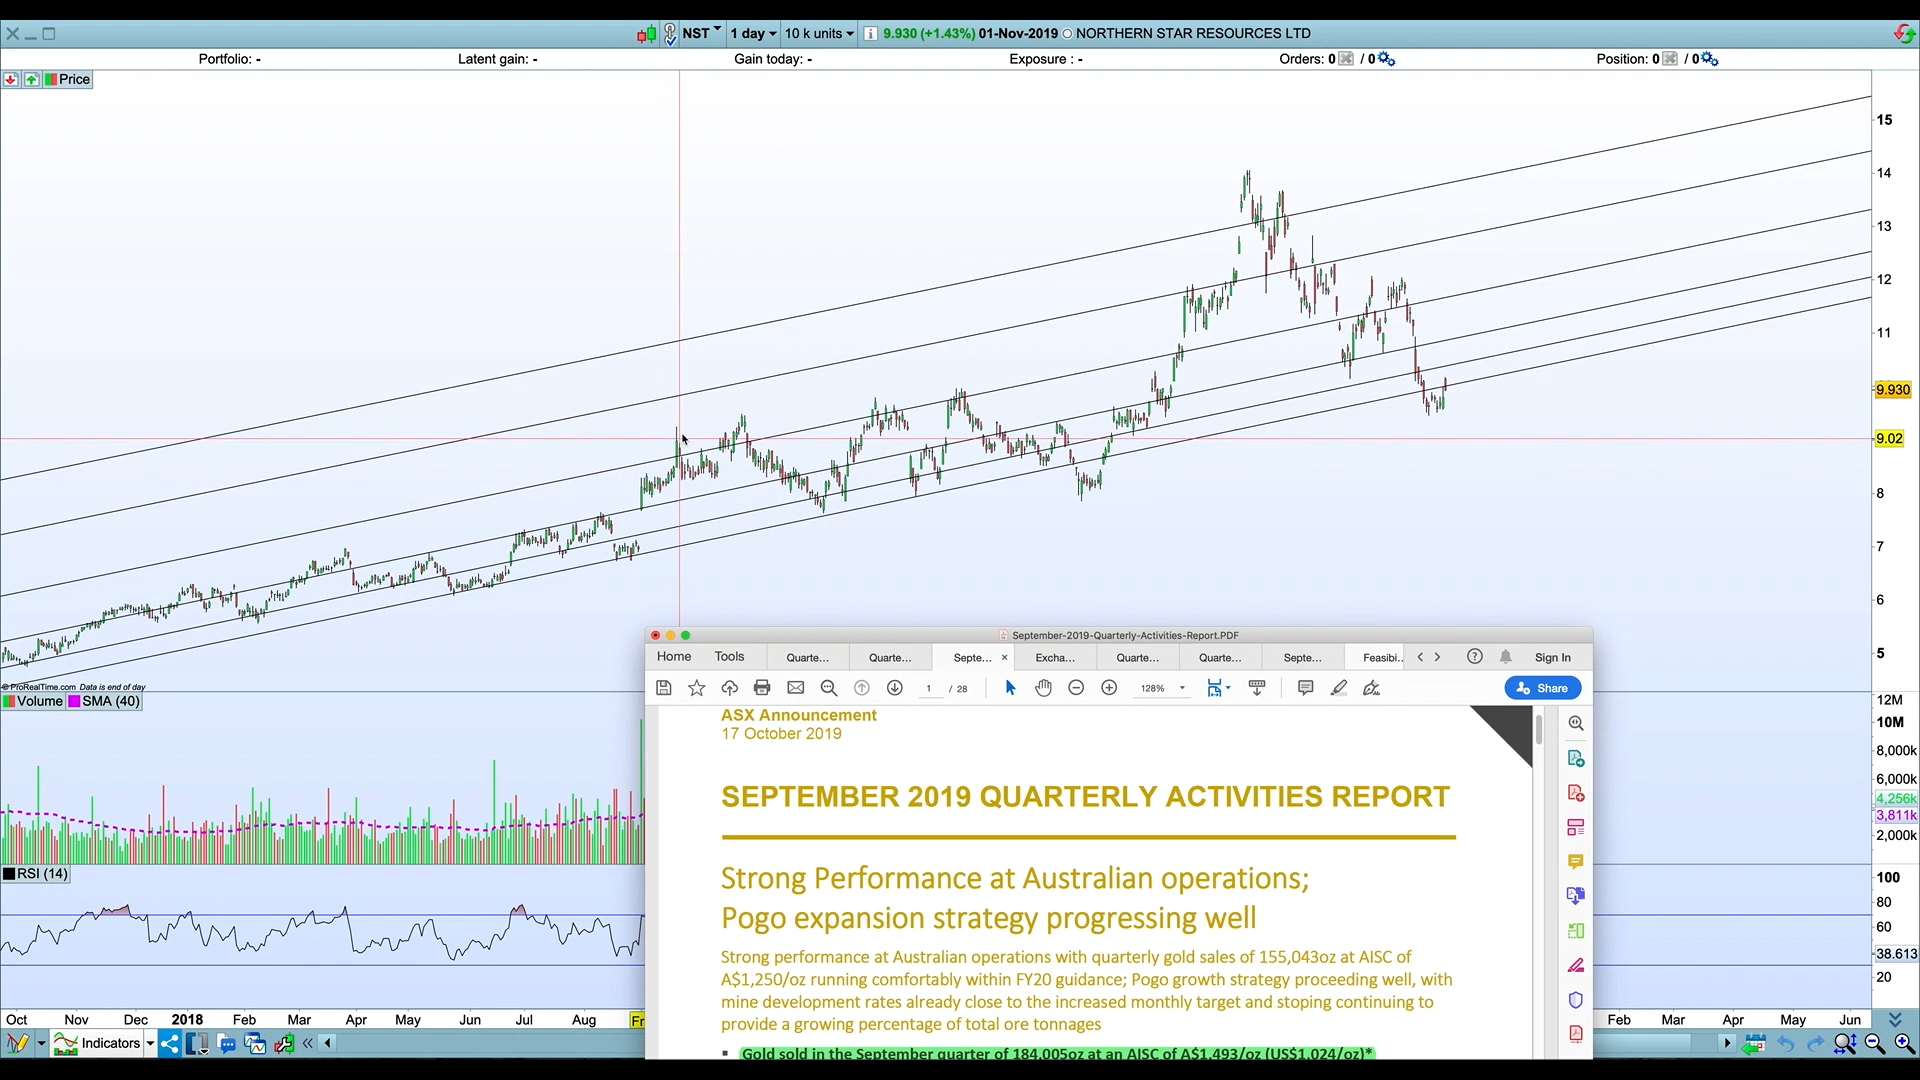 NST 1 day 10 k units 9.930 (+1.43%) 01-Nov-2019 NORTHERN STAR RESOURCES LTD
Portfolio: - Latent gain: - Gain today: - Exposure : - Orders: 0 / 0 Position: 0 / 0
Price
15
14
13
12
11
9.930
9.02
8
7
6
5
© ProRealTime.com Data is end of day
Volume SMA (40)
12M
10M
8,000k
6,000k
4,256k
3,811k
2,000k
RSI (14)
100
80
60
38.613
20
Oct Nov Dec 2018 Feb Mar Apr May Jun Jul Aug Fr Feb Mar Apr May Jun
Indicators
September-2019-Quarterly-Activities-Report.PDF
Home Tools Quarte... Quarte... Septe... × Excha... Quarte... Quarte... Septe... Feasibi.. Sign In
1 / 28 128% Share
ASX Announcement
17 October 2019
SEPTEMBER 2019 QUARTERLY ACTIVITIES REPORT
Strong Performance at Australian operations;
Pogo expansion strategy progressing well
Strong performance at Australian operations with quarterly gold sales of 155,043oz at AISC of
A$1,250/oz running comfortably within FY20 guidance; Pogo growth strategy proceeding well, with
mine development rates already close to the increased monthly target and stoping continuing to
provide a growing percentage of total ore tonnages
▪ Gold sold in the September quarter of 184,005oz at an AISC of A$1,493/oz (US$1,024/oz)*